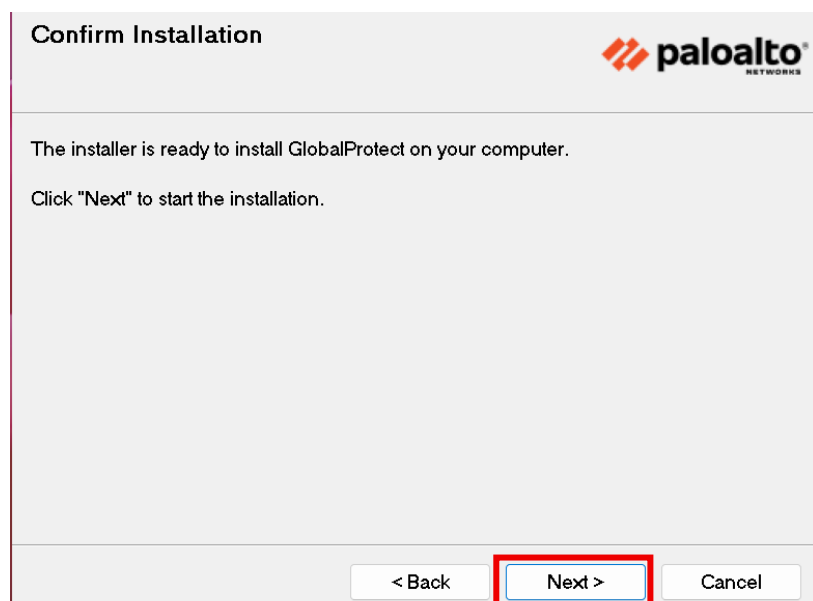 Confirm Installation
paloalto®
NETWORKS
The installer is ready to install GlobalProtect on your computer.
Click "Next" to start the installation.
< Back
Next >
Cancel